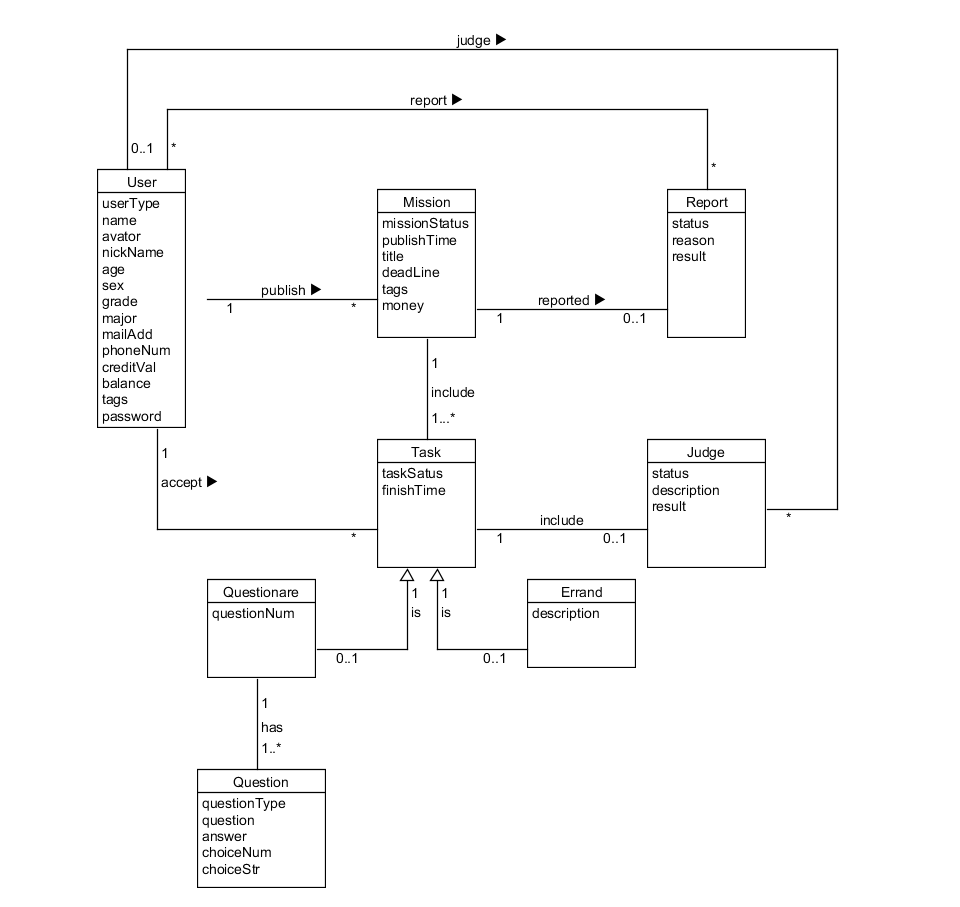 judge ▶
report ▶
0..1
*
*
User
userType
name
avator
nickName
age
sex
grade
major
mailAdd
phoneNum
creditVal
balance
tags
password
publish ▶
1
*
Mission
missionStatus
publishTime
title
deadLine
tags
money
reported ▶
1
0..1
Report
status
reason
result
1
include
1...*
1
accept ▶
*
Task
taskSatus
finishTime
include
1
0..1
Judge
status
description
result
*
Questionare
questionNum
1
is
0..1
1
is
0..1
Errand
description
1
has
1..*
Question
questionType
question
answer
choiceNum
choiceStr